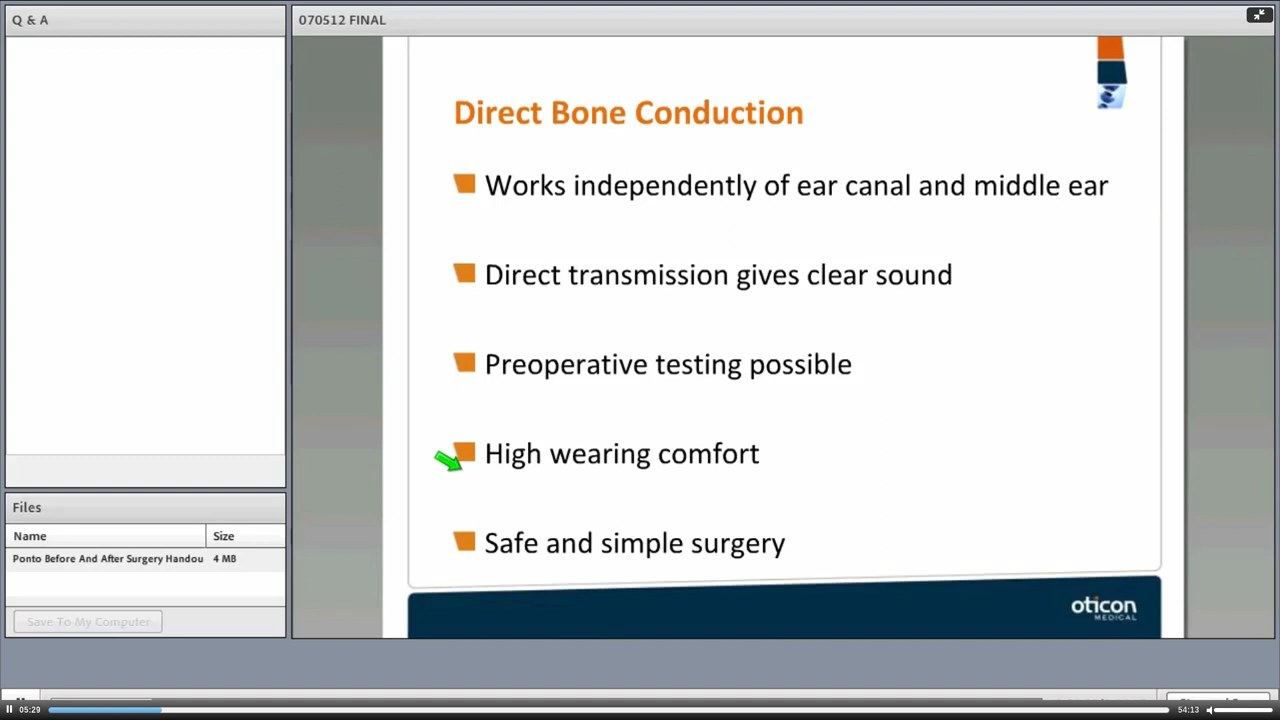 Q & A
070512 FINAL
Direct Bone Conduction
Works independently of ear canal and middle ear
Direct transmission gives clear sound
Preoperative testing possible
High wearing comfort
Safe and simple surgery
oticon
MEDICAL
Files
Name Size
Ponto Before And After Surgery Handou 4 MB
Save To My Computer
05:29
54:13